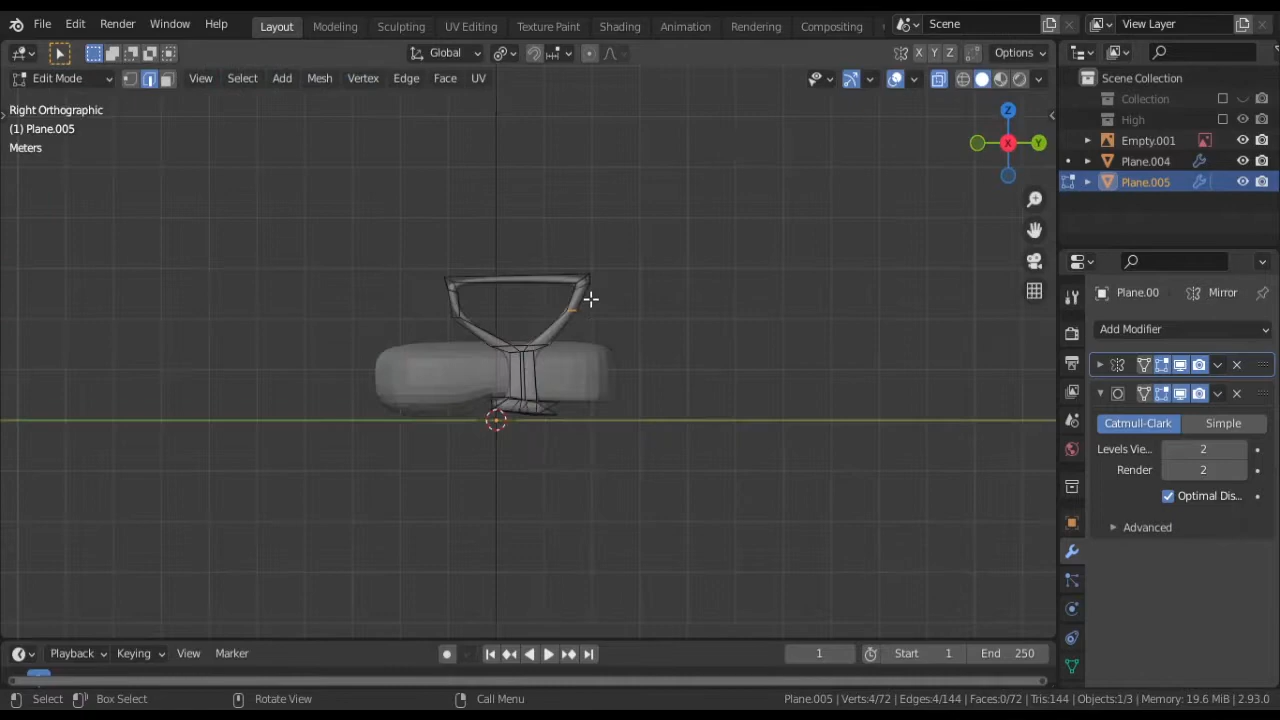 File Edit Render Window Help Layout Modeling Sculpting UV Editing Texture Paint Shading Animation Rendering Compositing Scene View Layer
Global Options
Edit Mode View Select Add Mesh Vertex Edge Face UV
X Y Z
Right Orthographic
(1) Plane.005
Meters
Z
X
Y
Scene Collection
Collection
High
Empty.001
Plane.004
Plane.005
Plane.00 Mirror
Add Modifier
Catmull-Clark Simple
Levels Vie... 2
Render 2
Optimal Dis...
Advanced
Playback Keying View Marker 1 Start 1 End 250
Select Box Select Rotate View Call Menu Plane.005 | Verts:4/72 | Edges:4/144 | Faces:0/72 | Tris:144 | Objects:1/3 | Memory: 19.6 MiB | 2.93.0